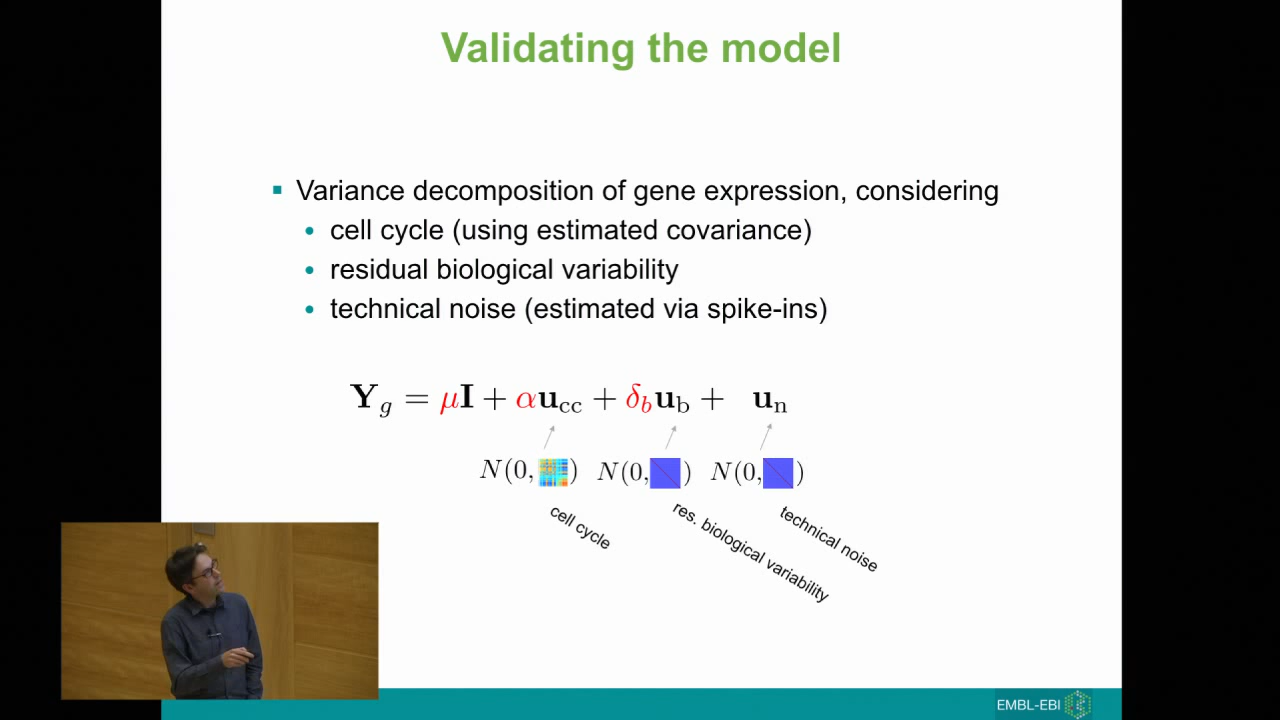 Validating the model
▪ Variance decomposition of gene expression, considering
• cell cycle (using estimated covariance)
• residual biological variability
• technical noise (estimated via spike-ins)
Y_g = μI + αu_cc + δ_b u_b + u_n
N(0, ) N(0, ) N(0, )
cell cycle
res. biological variability
technical noise
EMBL-EBI